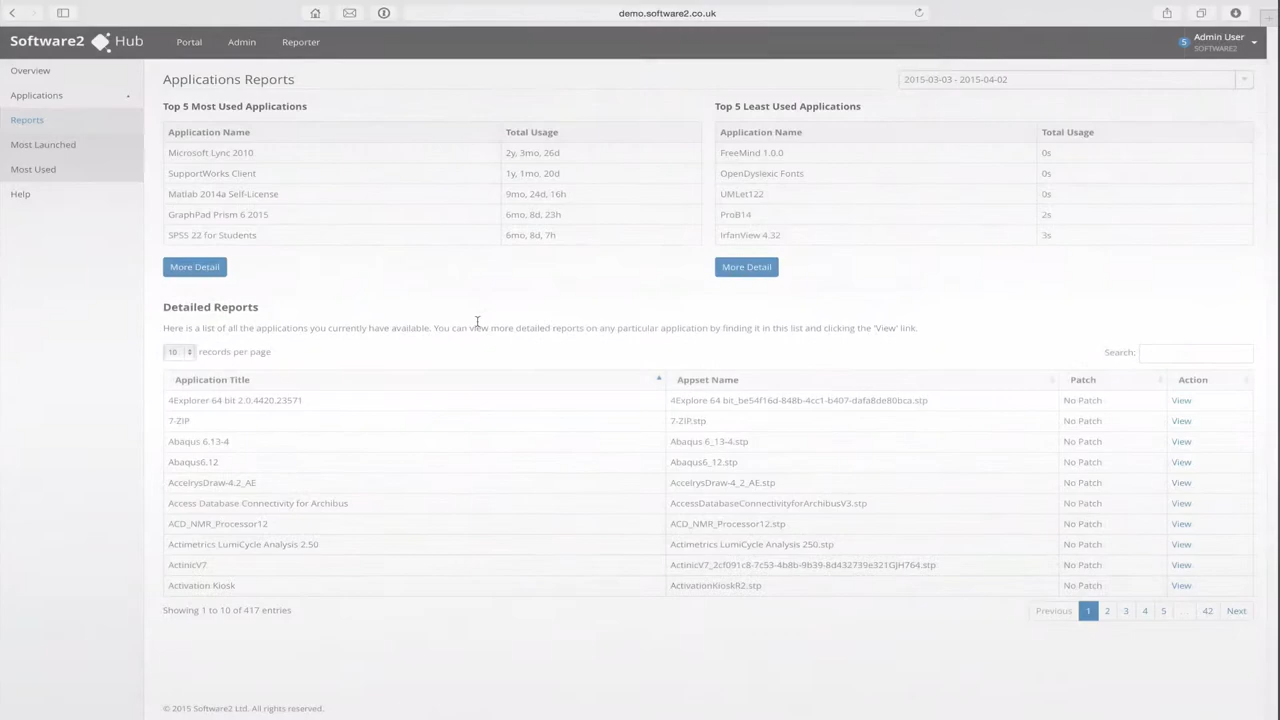 demo.software2.co.uk
Software2 Hub Portal Admin Reporter 5 Admin User
SOFTWARE2
Overview
Applications
Reports
Most Launched
Most Used
Help
Applications Reports 2015-03-03 - 2015-04-02
Top 5 Most Used Applications
Application Name Total Usage
Microsoft Lync 2010 2y, 3mo, 26d
SupportWorks Client 1y, 1mo, 20d
Matlab 2014a Self-License 9mo, 24d, 16h
GraphPad Prism 6 2015 6mo, 8d, 23h
SPSS 22 for Students 6mo, 8d, 7h
More Detail
Top 5 Least Used Applications
Application Name Total Usage
FreeMind 1.0.0 0s
OpenDyslexic Fonts 0s
UMLet122 0s
ProB14 2s
IrfanView 4.32 3s
More Detail
Detailed Reports
Here is a list of all the applications you currently have available. You can view more detailed reports on any particular application by finding it in this list and clicking the 'View' link.
10 records per page Search:
Application Title Appset Name Patch Action
4Explorer 64 bit 2.0.4420.23571 4Explore 64 bit_be54f16d-848b-4cc1-b407-dafa8de80bca.stp No Patch View
7-ZIP 7-ZIP.stp No Patch View
Abaqus 6.13-4 Abaqus 6_13-4.stp No Patch View
Abaqus6.12 Abaqus6_12.stp No Patch View
AccelrysDraw-4.2_AE AccelrysDraw-4_2_AE.stp No Patch View
Access Database Connectivity for Archibus AccessDatabaseConnectivityforArchibusV3.stp No Patch View
ACD_NMR_Processor12 ACD_NMR_Processor12.stp No Patch View
Actimetrics LumiCycle Analysis 2.50 Actimetrics LumiCycle Analysis 250.stp No Patch View
ActinicV7 ActinicV7_2cf091c8-7c53-4b8b-9b39-8d432739e321GJH764.stp No Patch View
Activation Kiosk ActivationKioskR2.stp No Patch View
Showing 1 to 10 of 417 entries Previous 1 2 3 4 5 ... 42 Next
© 2015 Software2 Ltd. All rights reserved.